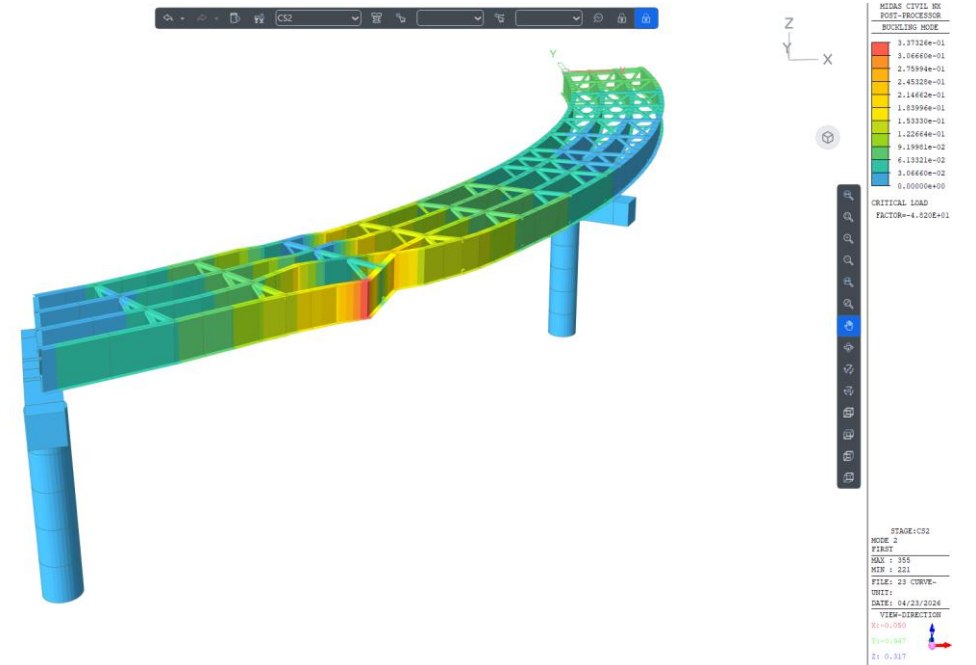 CS2
Z
Y
X
Y
MIDAS CIVIL NX
POST-PROCESSOR
BUCKLING MODE
3.37326e-01
3.06660e-01
2.75994e-01
2.45328e-01
2.14662e-01
1.83996e-01
1.53330e-01
1.22664e-01
9.19981e-02
6.13321e-02
3.06660e-02
0.00000e+00
CRITICAL LOAD
FACTOR=-4.820E+01
STAGE:CS2
MODE 2
FIRST
MAX : 355
MIN : 221
FILE: 23 CURVE-
UNIT:
DATE: 04/23/2026
VIEW-DIRECTION
X:-0.050
Z: 0.317